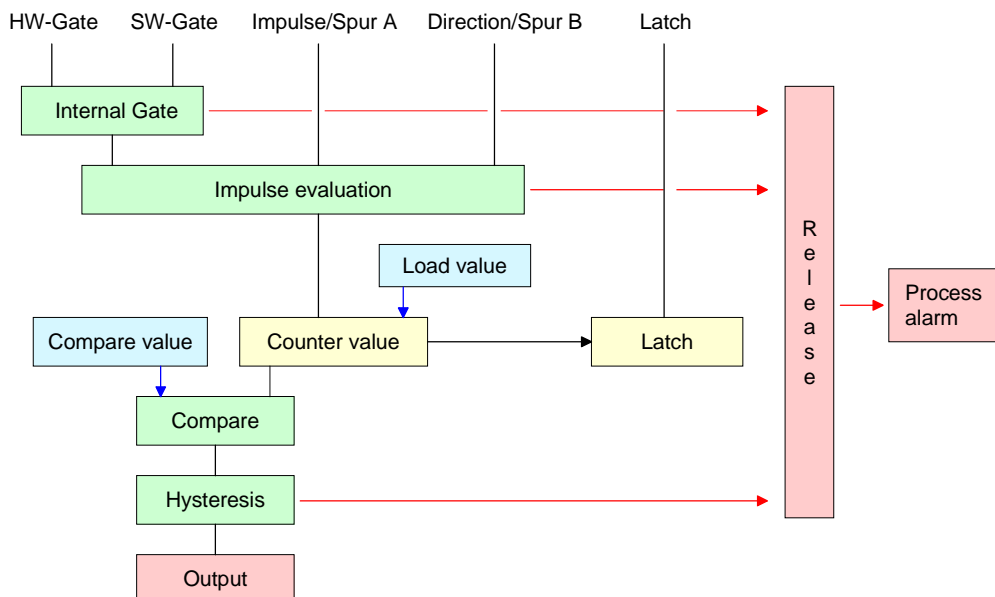 HW-Gate
SW-Gate
Impulse/Spur A
Direction/Spur B
Latch
Internal Gate
Impulse evaluation
Load value
Compare value
Counter value
Latch
Compare
Hysteresis
Output
Release
Process
alarm